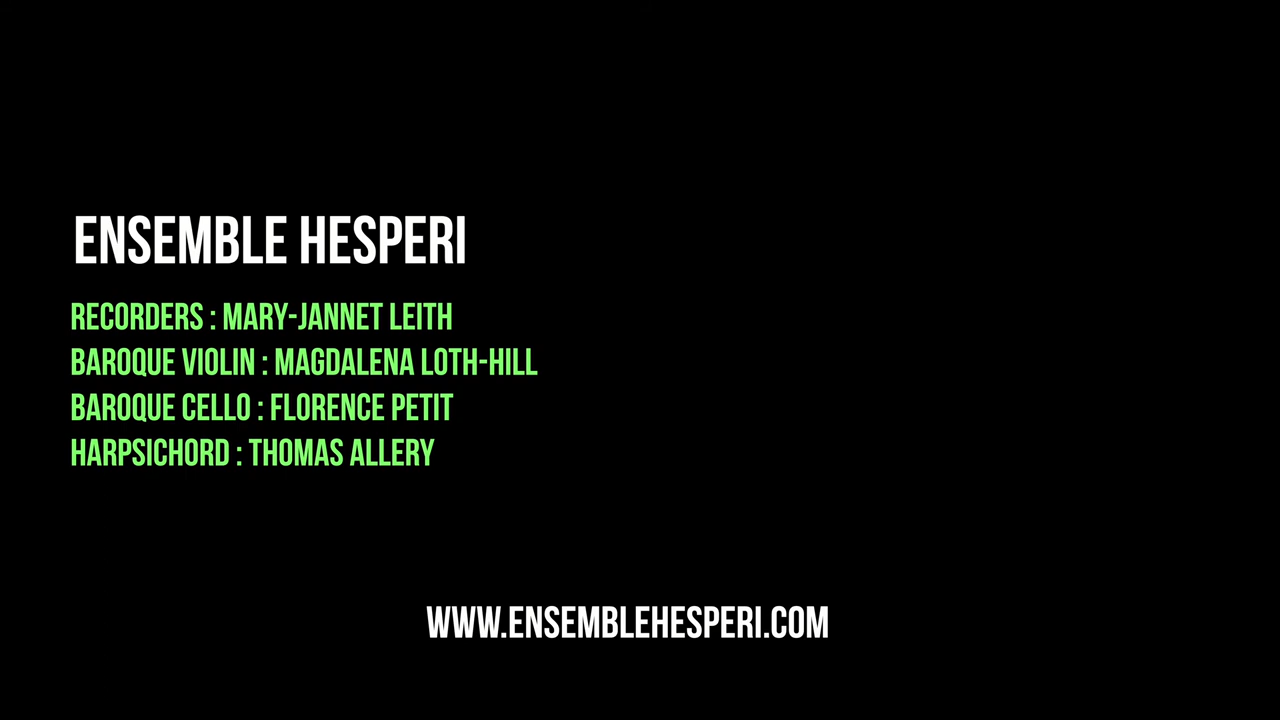 ENSEMBLE HESPERI
RECORDERS : MARY-JANNET LEITH
BAROQUE VIOLIN : MAGDALENA LOTH-HILL
BAROQUE CELLO : FLORENCE PETIT
HARPSICHORD : THOMAS ALLERY
WWW.ENSEMBLEHESPERI.COM